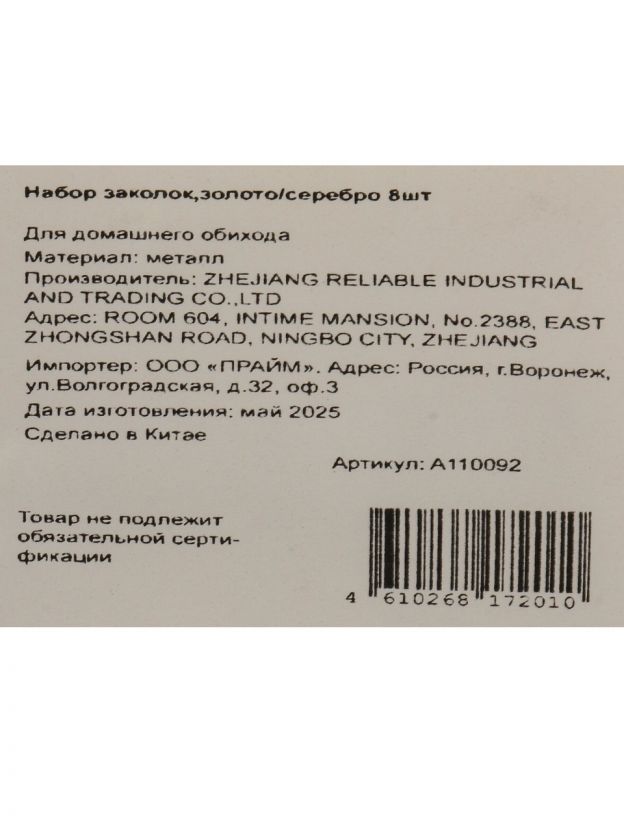 Набор заколок,золото/серебро 8шт
Для домашнего обихода
Материал: металл
Производитель: ZHEJIANG RELIABLE INDUSTRIAL
AND TRADING CO.,LTD
Адрес: ROOM 604, INTIME MANSION, No.2388, EAST
ZHONGSHAN ROAD, NINGBO CITY, ZHEJIANG
Импортер: ООО «ПРАЙМ». Адрес: Россия, г.Воронеж,
ул.Волгоградская, д.32, оф.3
Дата изготовления: май 2025
Сделано в Китае
Артикул: А110092
Товар не подлежит
обязательной серти-
фикации
4 610268 172010